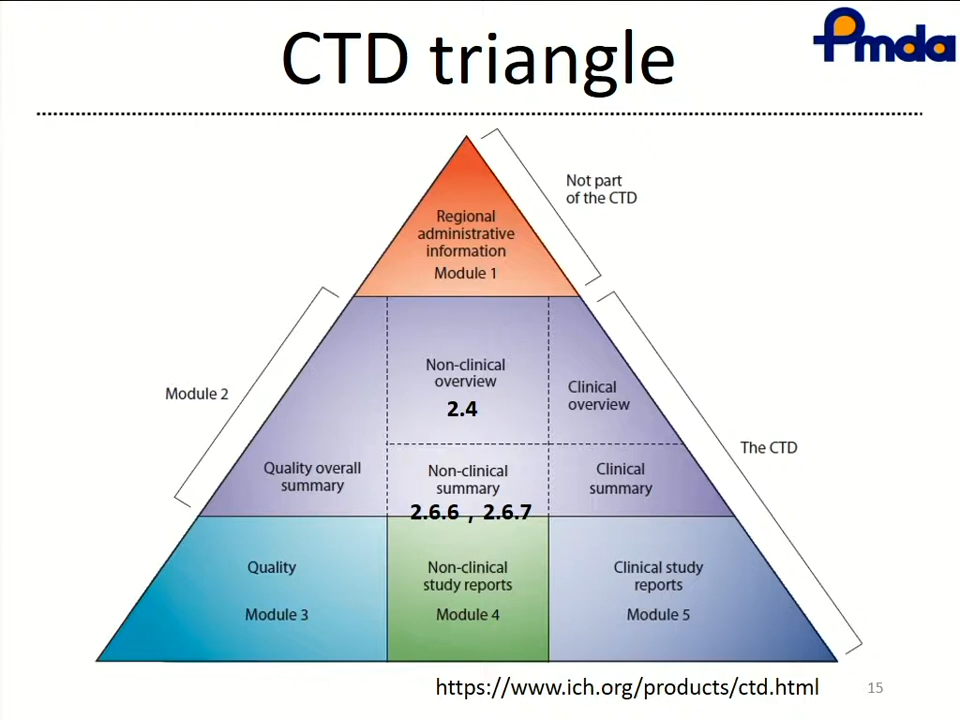 CTD triangle
Pmda
Not part
of the CTD
Regional
administrative
information
Module 1
Module 2
Non-clinical
overview
2.4
Clinical
overview
The CTD
Quality overall
summary
Non-clinical
summary
2.6.6 , 2.6.7
Clinical
summary
Quality
Module 3
Non-clinical
study reports
Module 4
Clinical study
reports
Module 5
https://www.ich.org/products/ctd.html
15